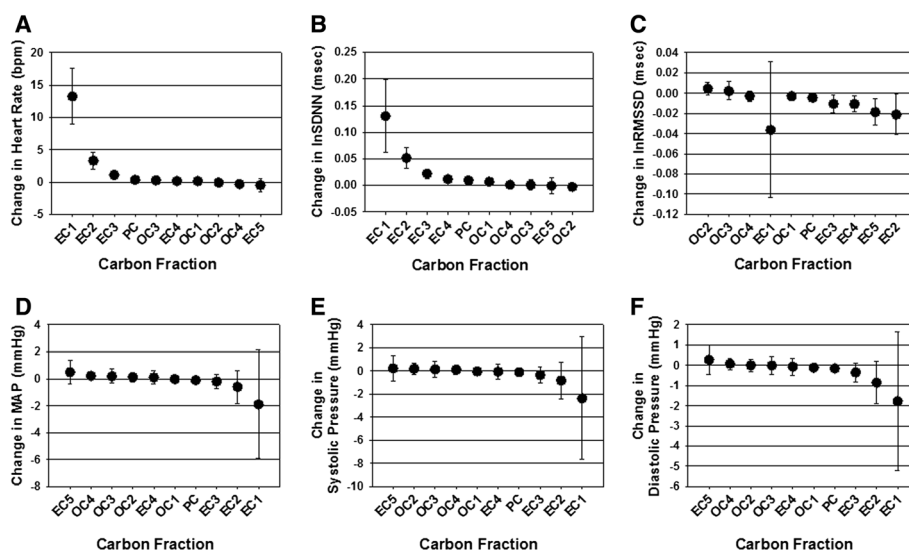 A
Change in Heart Rate (bpm)
20
15
10
5
0
-5
EC1 EC2 EC3 PC OC3 EC4 OC1 OC2 OC4 EC5
Carbon Fraction
B
Change in lnSDNN (msec)
0.25
0.20
0.15
0.10
0.05
0.00
-0.05
EC1 EC2 EC3 EC4 PC OC1 OC4 OC3 EC5 OC2
Carbon Fraction
C
Change in lnRMSSD (msec)
0.04
0.02
0.00
-0.02
-0.04
-0.06
-0.08
-0.10
-0.12
OC2 OC3 OC4 EC1 OC1 PC EC3 EC4 EC5 EC2
Carbon Fraction
D
Change in MAP (mmHg)
4
2
0
-2
-4
-6
-8
EC5 OC4 OC3 OC2 EC4 OC1 PC EC3 EC2 EC1
Carbon Fraction
E
Change in
Systolic Pressure (mmHg)
4
2
0
-2
-4
-6
-8
-10
EC5 OC2 OC3 OC4 OC1 EC4 PC EC3 EC2 EC1
Carbon Fraction
F
Change in
Diastolic Pressure (mmHg)
2
1
0
-1
-2
-3
-4
-5
-6
EC5 OC4 OC2 OC3 EC4 OC1 PC EC3 EC2 EC1
Carbon Fraction